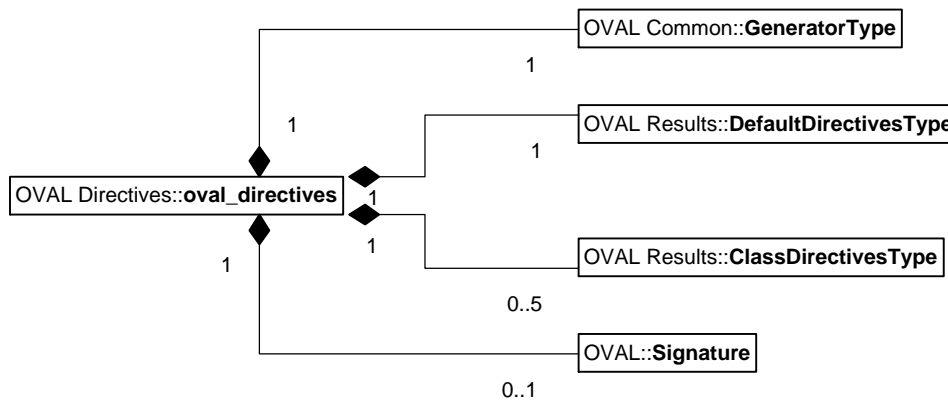 OVAL Common::GeneratorType
1
1
OVAL Results::DefaultDirectivesType
1
OVAL Directives::oval_directives
1
1
1
OVAL Results::ClassDirectivesType
0..5
OVAL::Signature
0..1